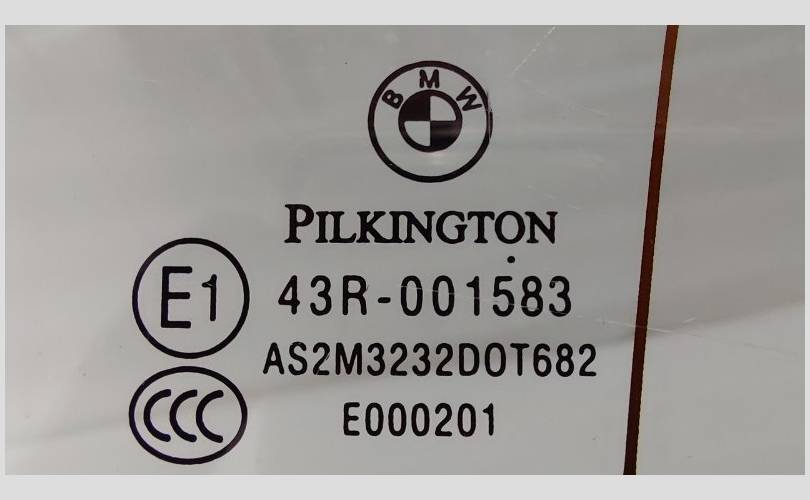 BMW
PILKINGTON
E1 43R-001583
AS2M3232DOT682
CCC E000201